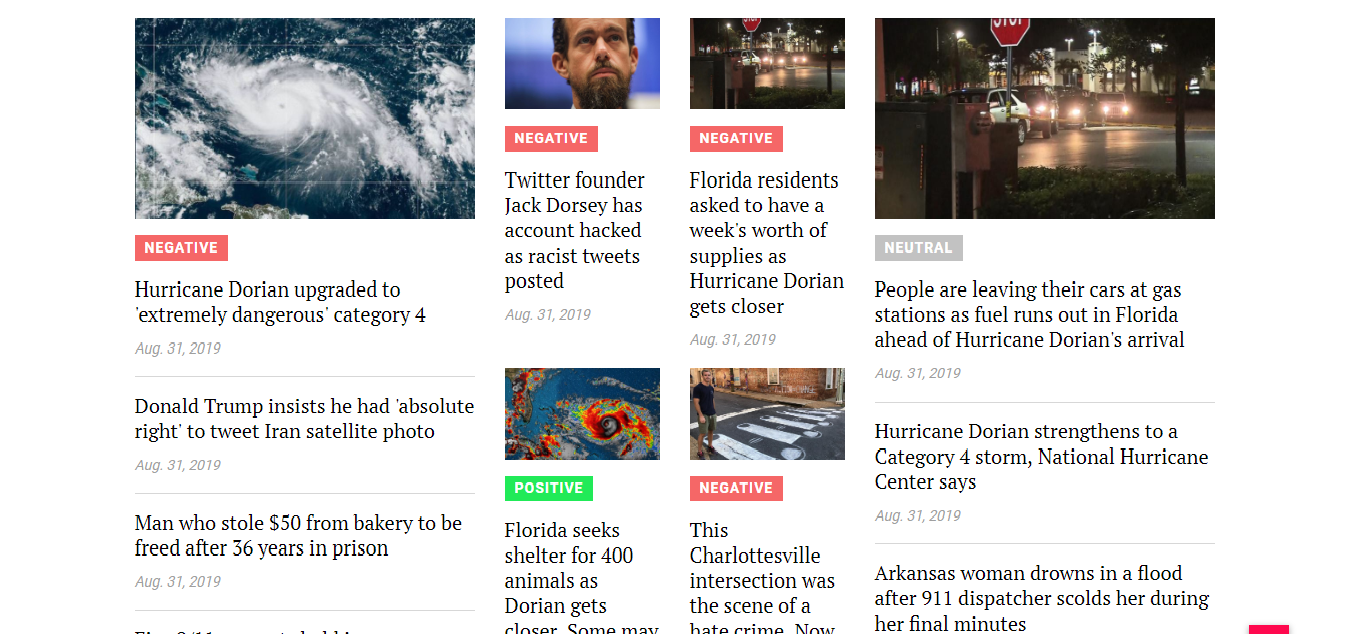 NEGATIVE
Hurricane Dorian upgraded to
'extremely dangerous' category 4
Aug. 31, 2019
Donald Trump insists he had 'absolute
right' to tweet Iran satellite photo
Aug. 31, 2019
Man who stole $50 from bakery to be
freed after 36 years in prison
Aug. 31, 2019
NEGATIVE
Twitter founder
Jack Dorsey has
account hacked
as racist tweets
posted
Aug. 31, 2019
POSITIVE
Florida seeks
shelter for 400
animals as
Dorian gets
closer. Some may
STOP
NEGATIVE
Florida residents
asked to have a
week's worth of
supplies as
Hurricane Dorian
gets closer
Aug. 31, 2019
NEGATIVE
This
Charlottesville
intersection was
the scene of a
hate crime. Now
STOP
NEUTRAL
People are leaving their cars at gas
stations as fuel runs out in Florida
ahead of Hurricane Dorian's arrival
Aug. 31, 2019
Hurricane Dorian strengthens to a
Category 4 storm, National Hurricane
Center says
Aug. 31, 2019
Arkansas woman drowns in a flood
after 911 dispatcher scolds her during
her final minutes